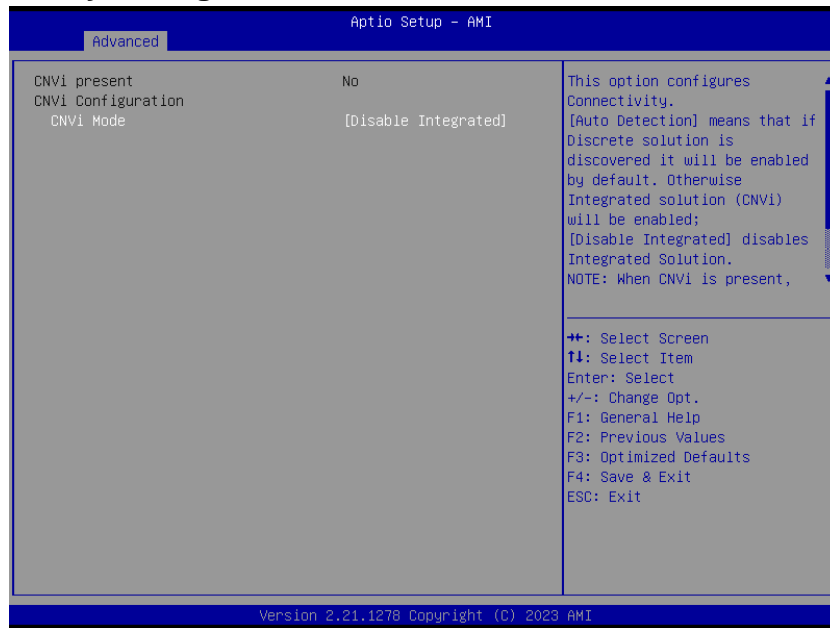 Aptio Setup – AMI
Advanced
CNVi present No
CNVi Configuration
CNVi Mode [Disable Integrated]
This option configures
Connectivity.
[Auto Detection] means that if
Discrete solution is
discovered it will be enabled
by default. Otherwise
Integrated solution (CNVi)
will be enabled;
[Disable Integrated] disables
Integrated Solution.
NOTE: When CNVi is present,
→←: Select Screen
↑↓: Select Item
Enter: Select
+/-: Change Opt.
F1: General Help
F2: Previous Values
F3: Optimized Defaults
F4: Save & Exit
ESC: Exit
Version 2.21.1278 Copyright (C) 2023 AMI